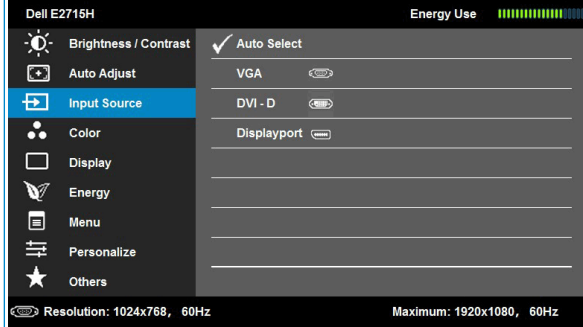 Dell E2715H Energy Use
Brightness / Contrast Auto Select
Auto Adjust VGA
Input Source DVI - D
Color Displayport
Display
Energy
Menu
Personalize
Others
Resolution: 1024x768, 60Hz Maximum: 1920x1080, 60Hz